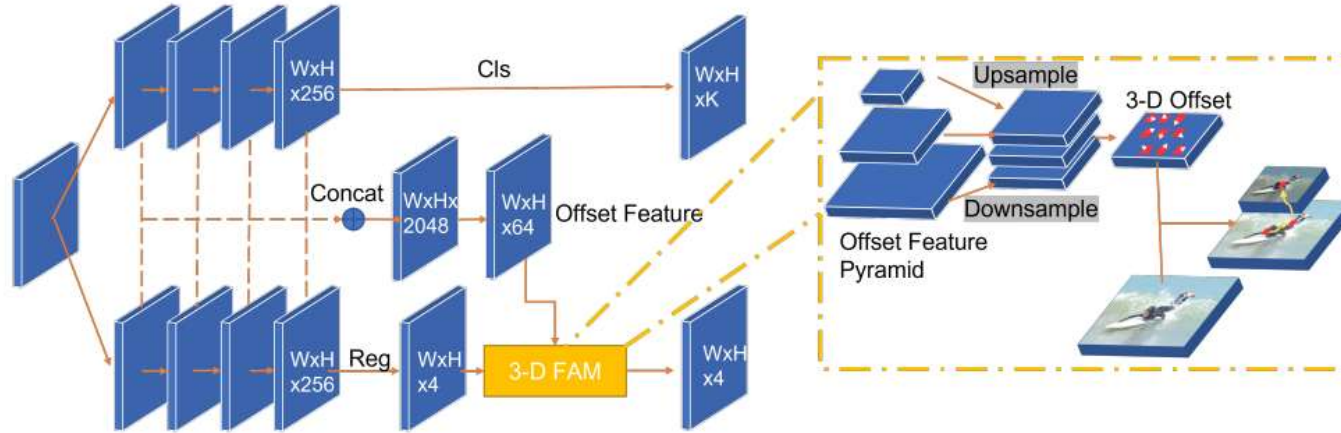 WxH
x256
Cls
WxH
xK
Concat
WxHx
2048
WxH
x64
Offset Feature
WxH
x256
Reg
WxH
x4
3-D FAM
WxH
x4
Upsample
3-D Offset
Downsample
Offset Feature
Pyramid